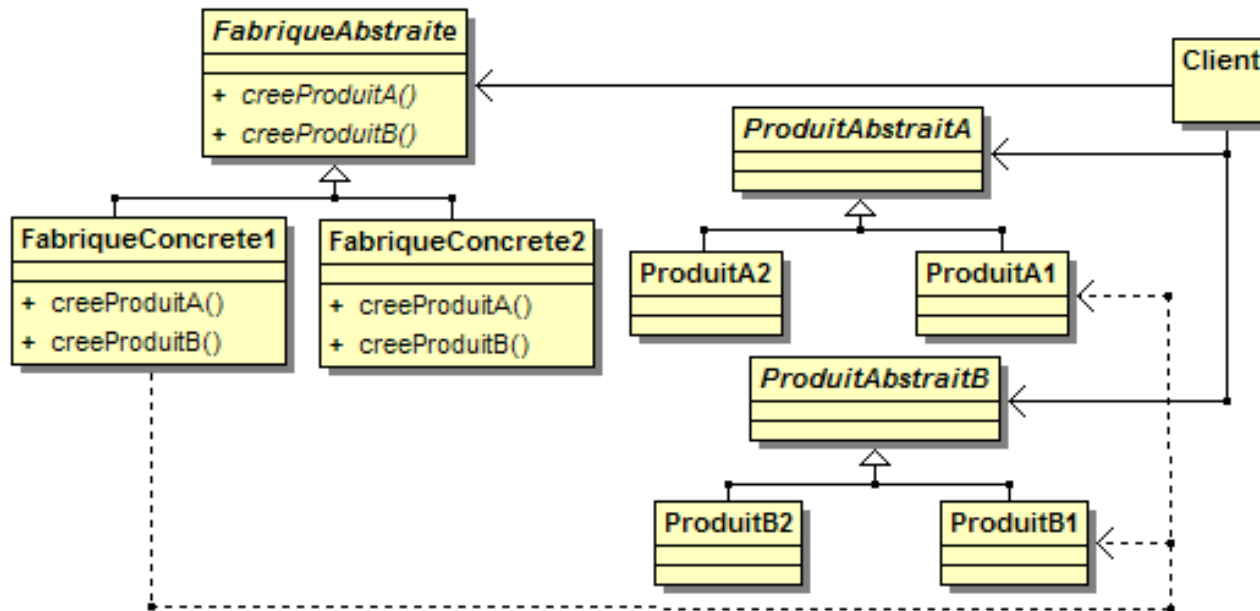 FabriqueAbstraite
+ creeProduitA()
+ creeProduitB()
Client
ProduitAbstraitA
FabriqueConcrete1
+ creeProduitA()
+ creeProduitB()
FabriqueConcrete2
+ creeProduitA()
+ creeProduitB()
ProduitA2
ProduitA1
ProduitAbstraitB
ProduitB2
ProduitB1